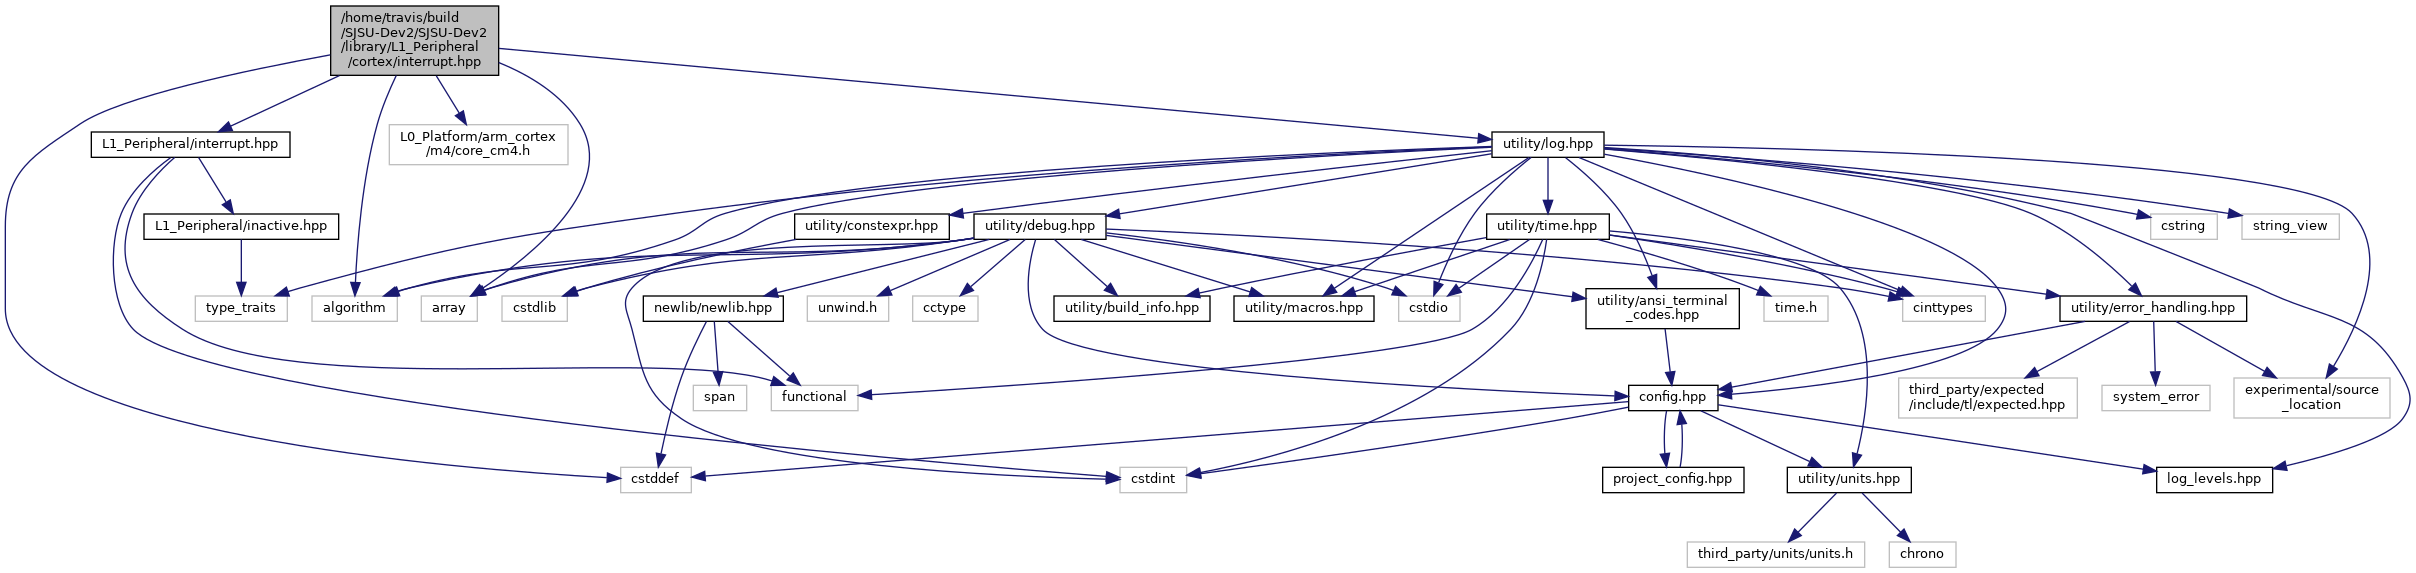 /home/travis/build
/SJSU-Dev2/SJSU-Dev2
/library/L1_Peripheral
/cortex/interrupt.hpp
L1_Peripheral/interrupt.hpp
L0_Platform/arm_cortex
/m4/core_cm4.h
utility/log.hpp
L1_Peripheral/inactive.hpp
utility/constexpr.hpp
utility/debug.hpp
utility/time.hpp
cstring
string_view
type_traits
algorithm
array
cstdlib
newlib/newlib.hpp
unwind.h
cctype
utility/build_info.hpp
utility/macros.hpp
cstdio
utility/ansi_terminal
_codes.hpp
time.h
cinttypes
utility/error_handling.hpp
span
functional
config.hpp
third_party/expected
/include/tl/expected.hpp
system_error
experimental/source
_location
cstddef
cstdint
project_config.hpp
utility/units.hpp
log_levels.hpp
third_party/units/units.h
chrono